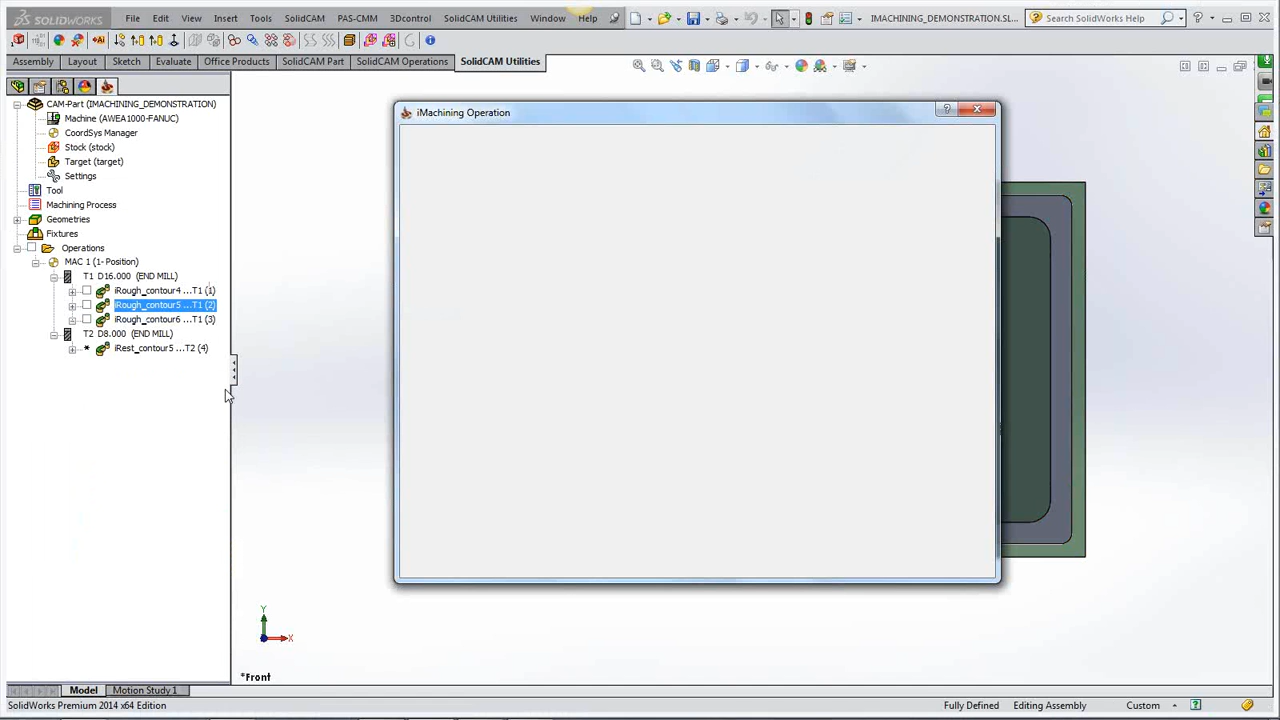 SOLIDWORKS File Edit View Insert Tools SolidCAM PAS-CMM 3Dcontrol SolidCAM Utilities Window Help IMACHINING_DEMONSTRATION.SL... Search SolidWorks Help
Assembly Layout Sketch Evaluate Office Products SolidCAM Part SolidCAM Operations SolidCAM Utilities
iMachining Operation
CAM-Part (IMACHINING_DEMONSTRATION)
Machine (AWEA1000-FANUC)
CoordSys Manager
Stock (stock)
Target (target)
Settings
Tool
Machining Process
Geometries
Fixtures
Operations
MAC 1 (1- Position)
T1 D16.000 (END MILL)
iRough_contour4 ...T1 (1)
iRough_contour5 ...T1 (2)
iRough_contour6 ...T1 (3)
T2 D8.000 (END MILL)
* iRest_contour5 ...T2 (4)
Y
X
*Front
Model Motion Study 1
SolidWorks Premium 2014 x64 Edition Fully Defined Editing Assembly Custom